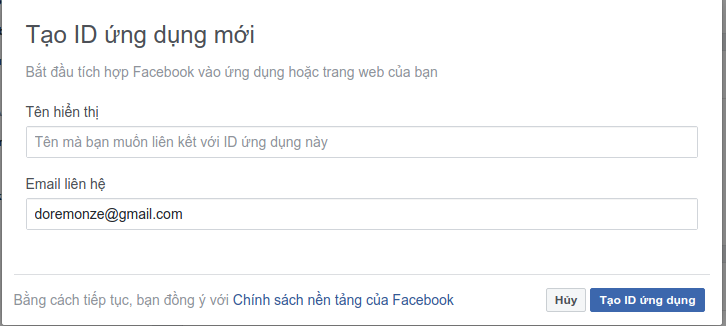 Tạo ID ứng dụng mới
Bắt đầu tích hợp Facebook vào ứng dụng hoặc trang web của bạn
Tên hiển thị
Tên mà bạn muốn liên kết với ID ứng dụng này
Email liên hệ
doremonze@gmail.com
Bằng cách tiếp tục, bạn đồng ý với Chính sách nền tảng của Facebook Hủy Tạo ID ứng dụng